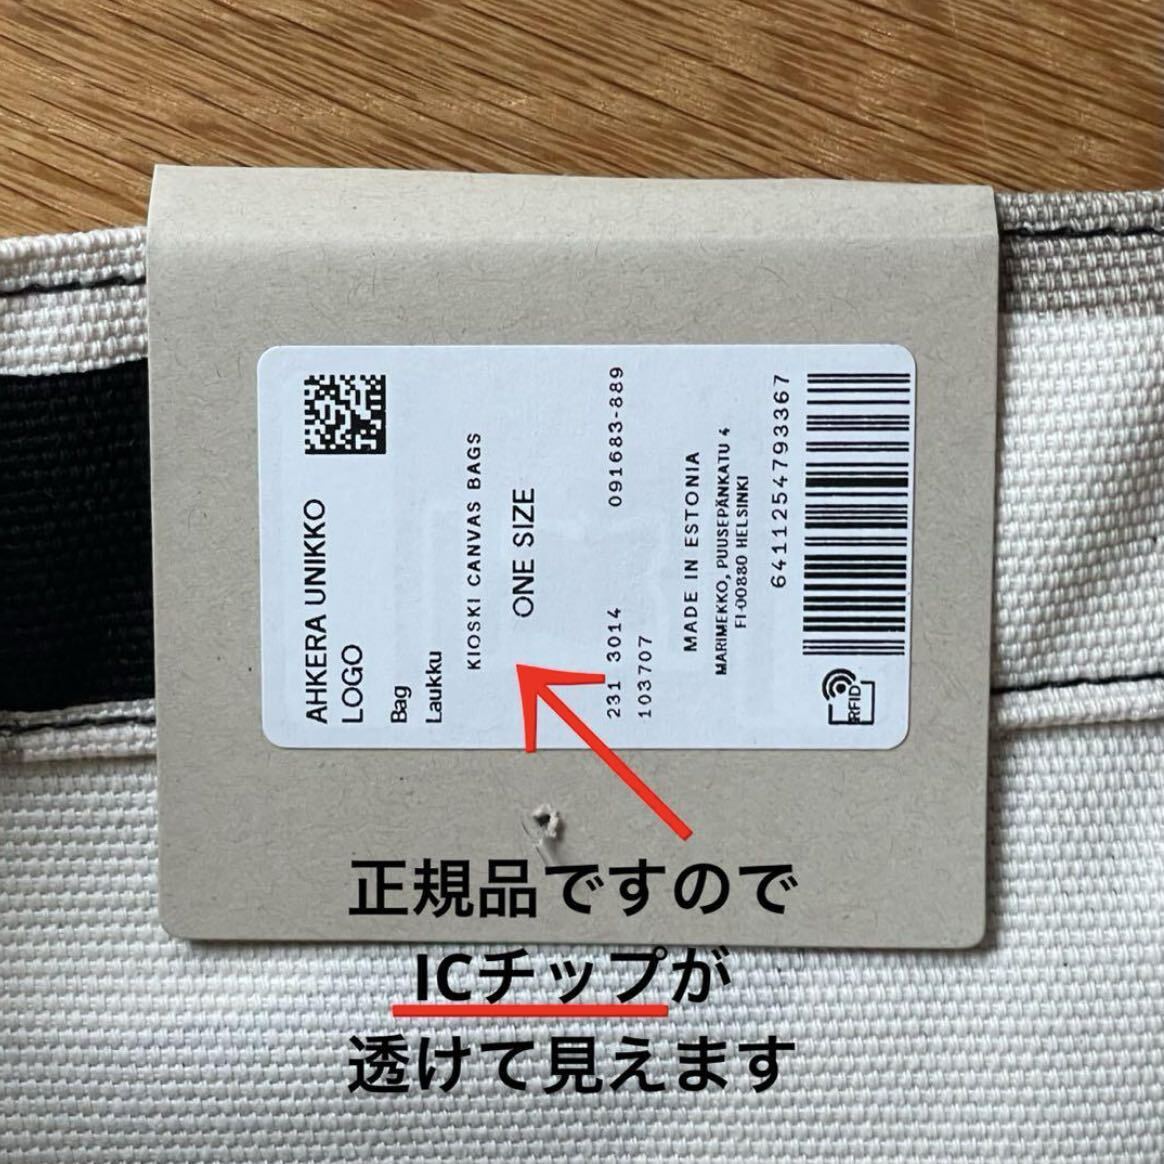 AHKERA UNIKKO
LOGO
Bag
Laukku
KIOSKI CANVAS BAGS
ONE SIZE
231 3014 091683-889
103707
MADE IN ESTONIA
MARIMEKKO, PUUSEPÄNKATU 4
FI-00880 HELSINKI
6411254793367
RFID
正規品ですので
ICチップが
透けて見えます